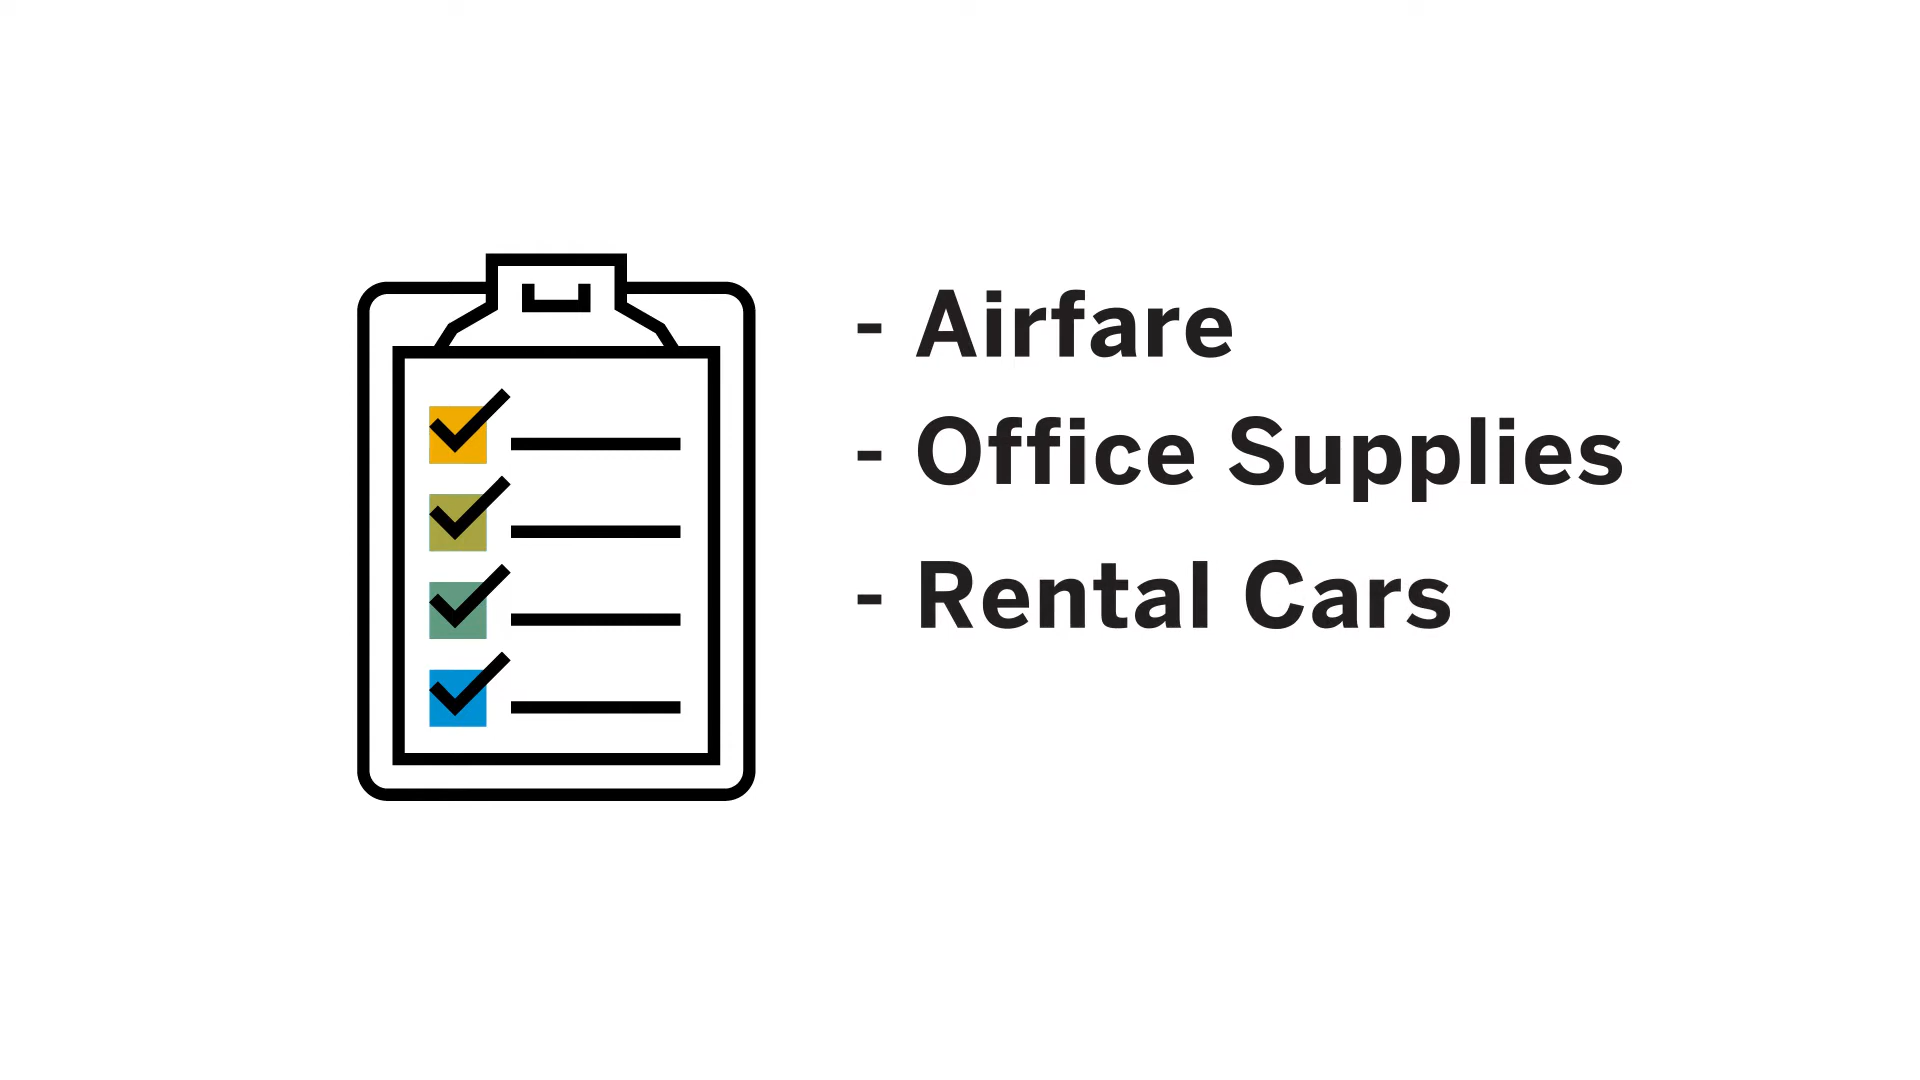 - Airfare
- Office Supplies
- Rental Cars